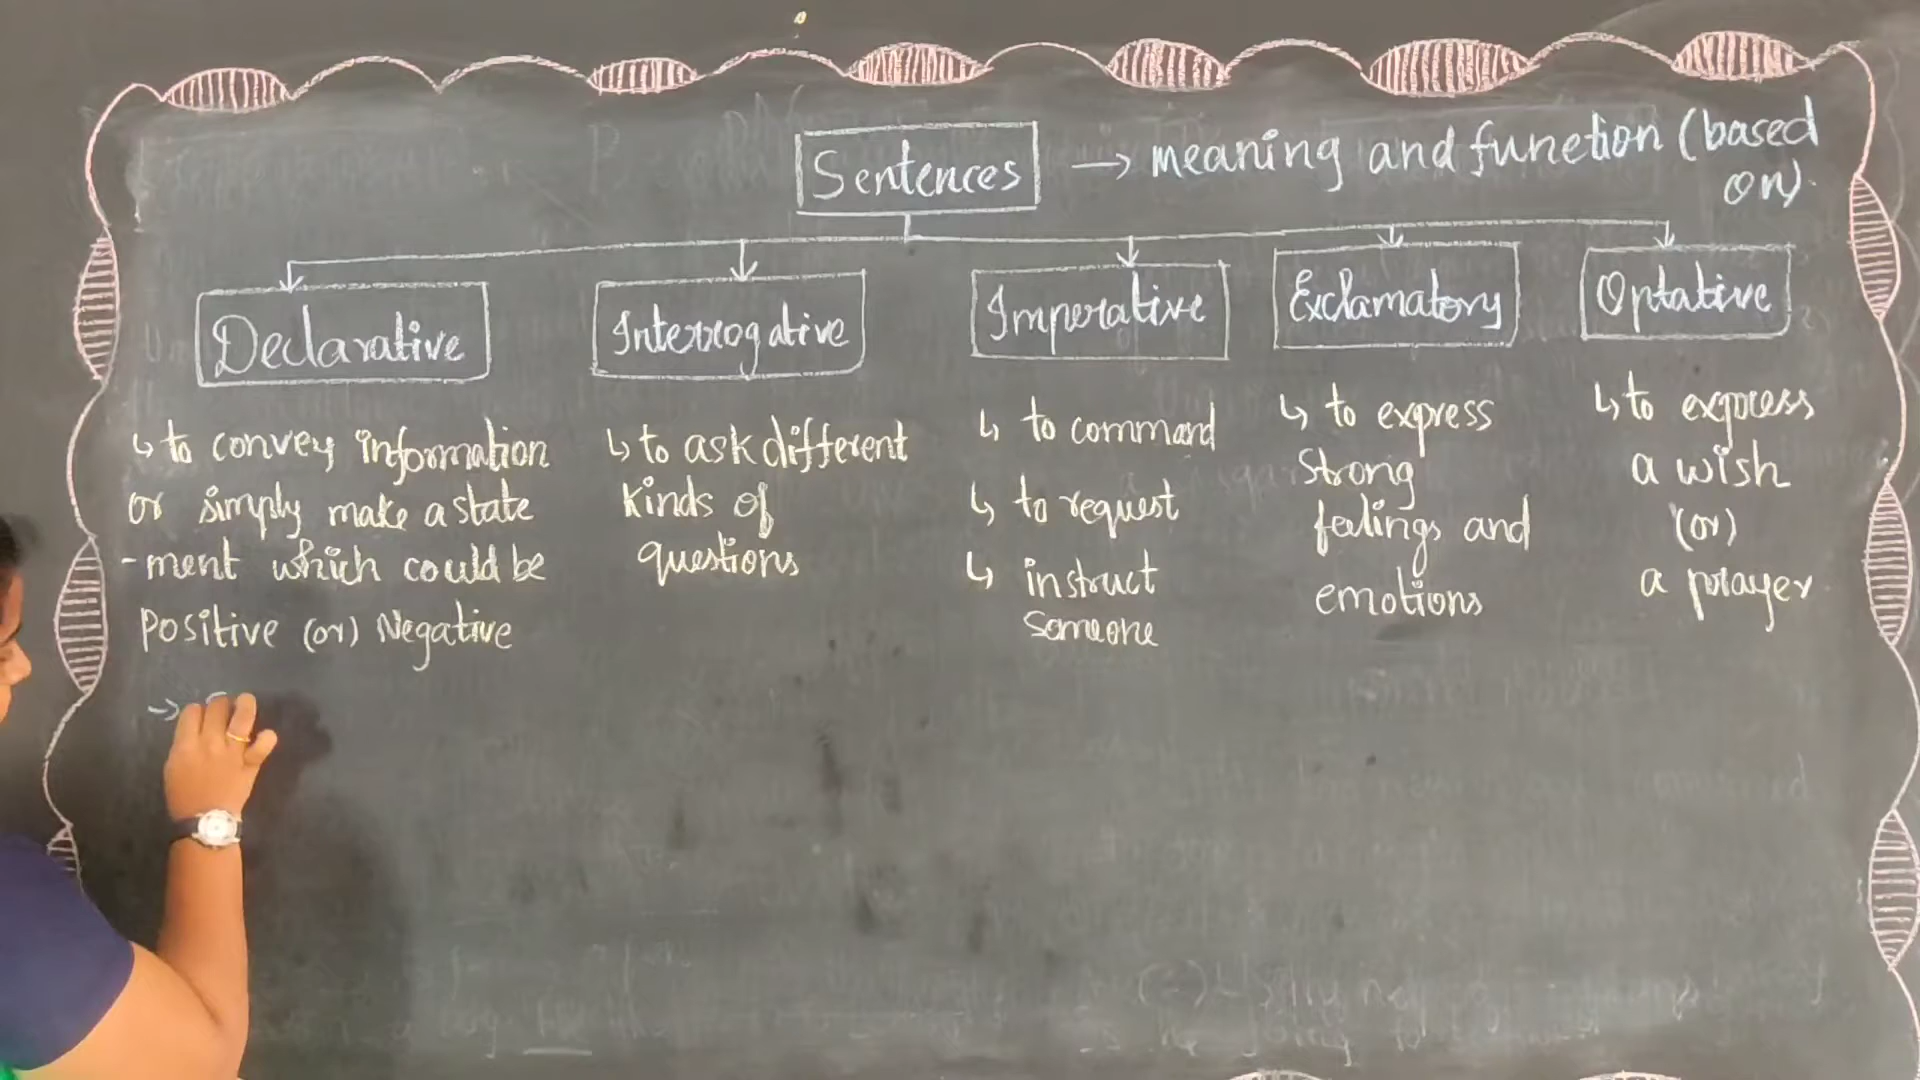 Sentences → meaning and function (based
on).
Declarative
Interrogative
Imperative
Exclamatory
Optative
↳ to convey information
or simply make a state
-ment which could be
Positive (or) Negative
→
↳ to ask different
kinds of
questions
↳ to command
↳ to request
↳ instruct
someone
↳ to express
strong
feelings and
emotions
↳ to express
a wish
(or)
a prayer